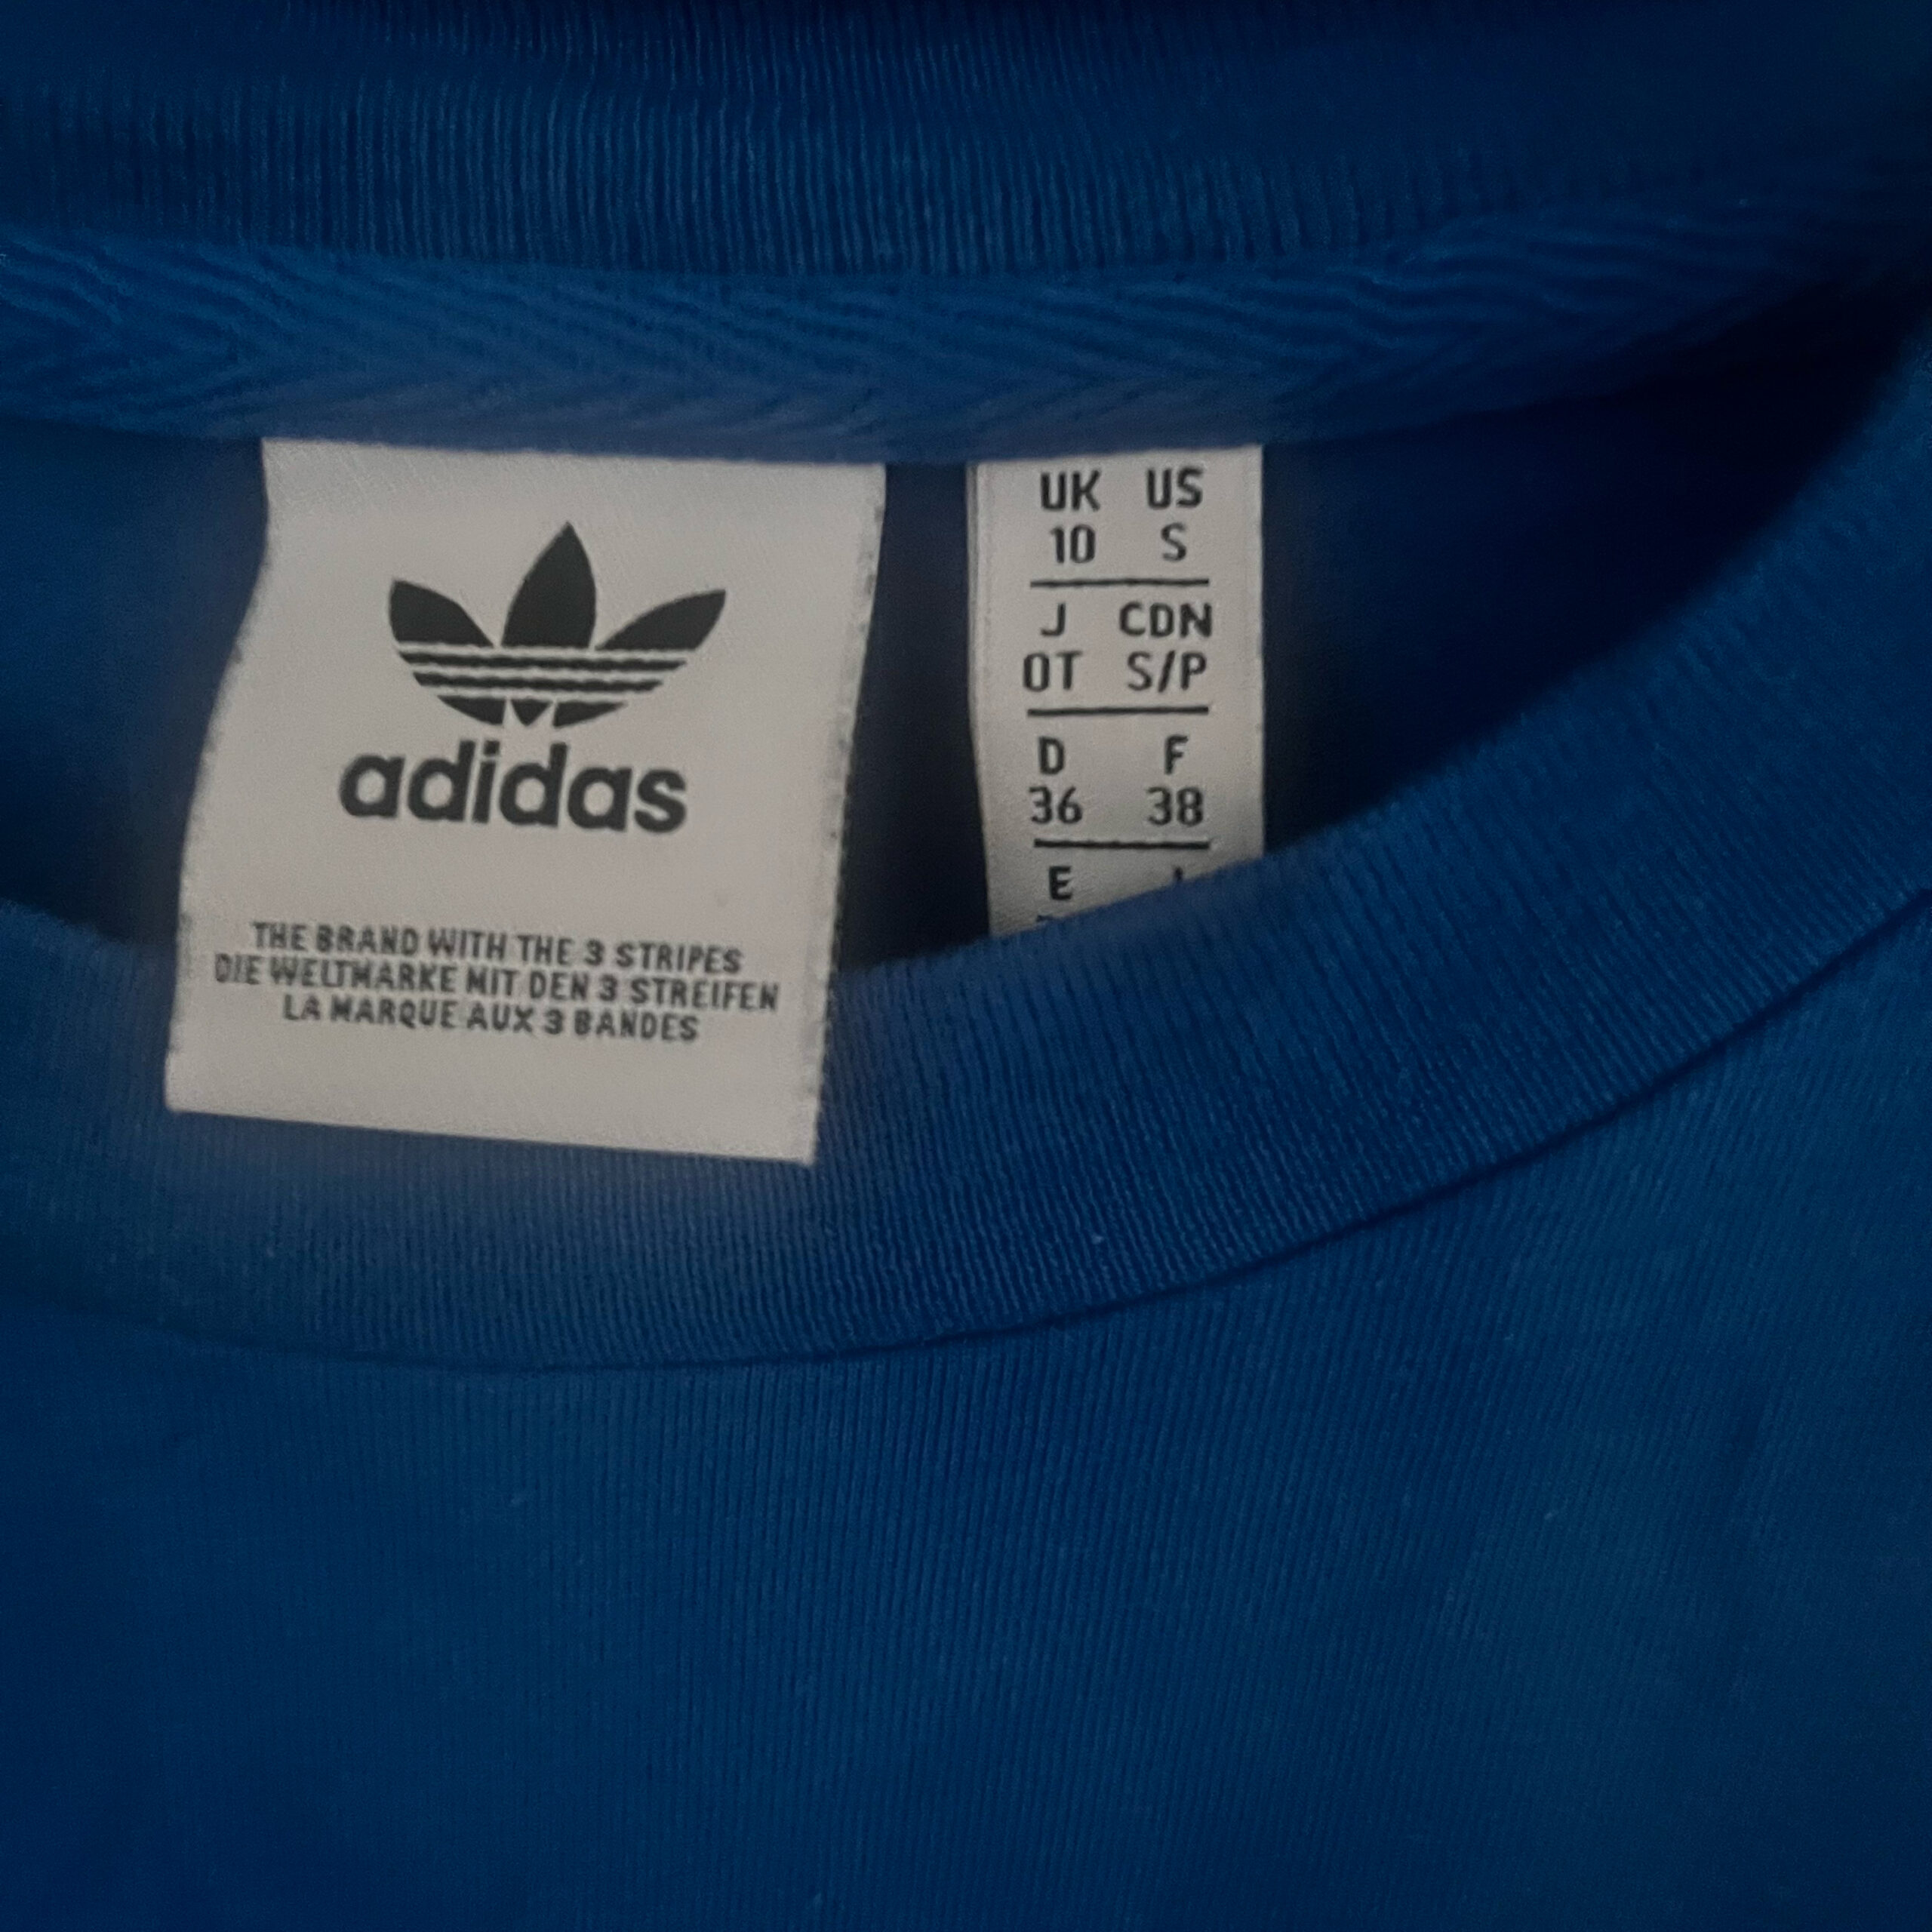 adidas
THE BRAND WITH THE 3 STRIPES
DIE WELTMARKE MIT DEN 3 STREIFEN
LA MARQUE AUX 3 BANDES
UK US
10 S
J CDN
OT S/P
D F
36 38
E